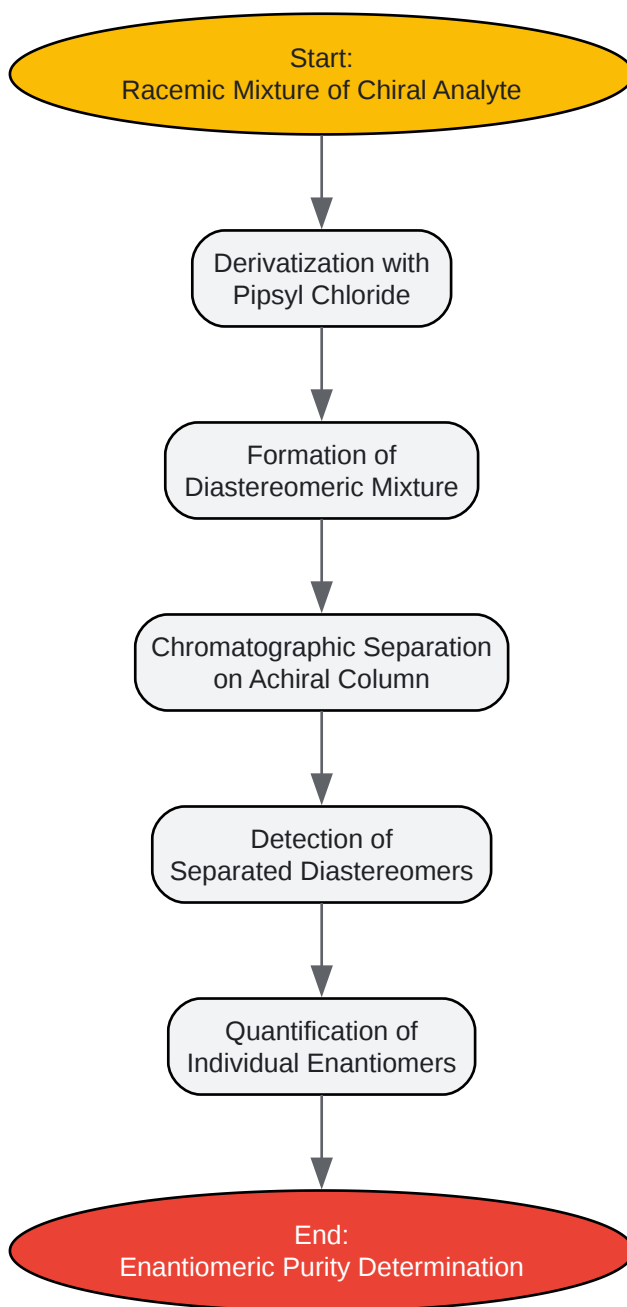 Start:
Racemic Mixture of Chiral Analyte
Derivatization with
Pipsyl Chloride
Formation of
Diastereomeric Mixture
Chromatographic Separation
on Achiral Column
Detection of
Separated Diastereomers
Quantification of
Individual Enantiomers
End:
Enantiomeric Purity Determination